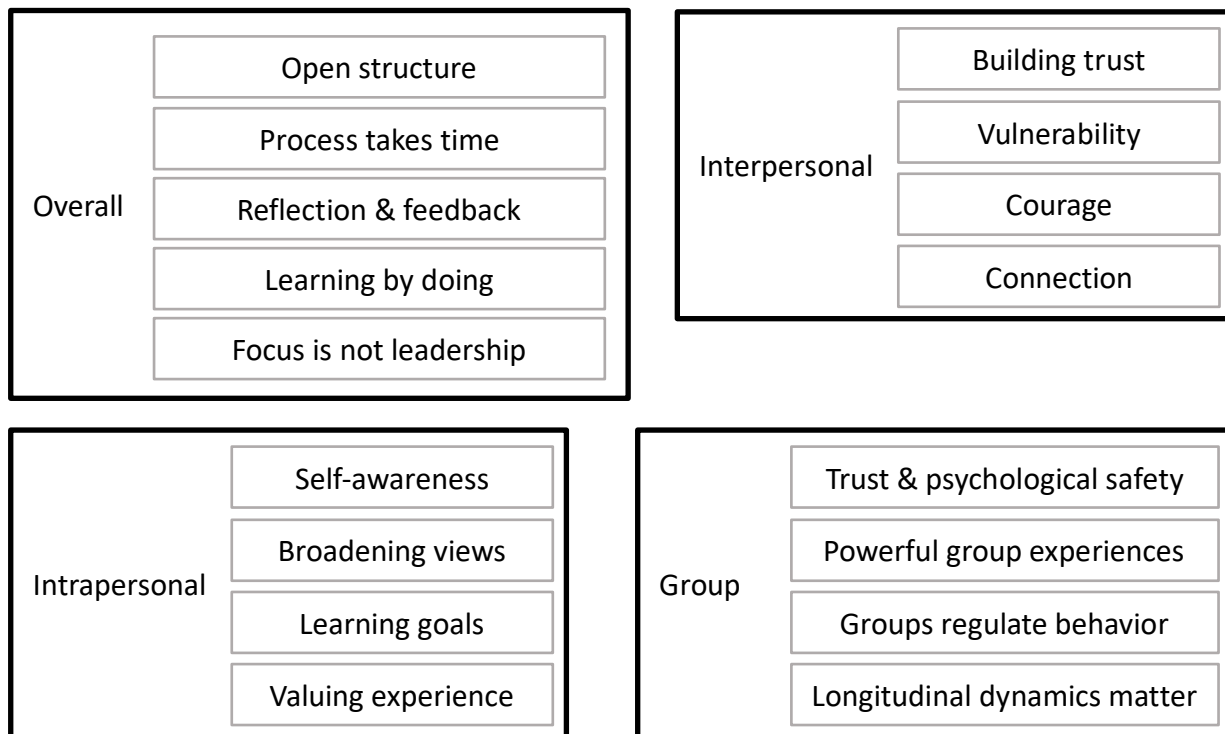 Overall
Open structure
Process takes time
Reflection & feedback
Learning by doing
Focus is not leadership
Interpersonal
Building trust
Vulnerability
Courage
Connection
Intrapersonal
Self-awareness
Broadening views
Learning goals
Valuing experience
Group
Trust & psychological safety
Powerful group experiences
Groups regulate behavior
Longitudinal dynamics matter